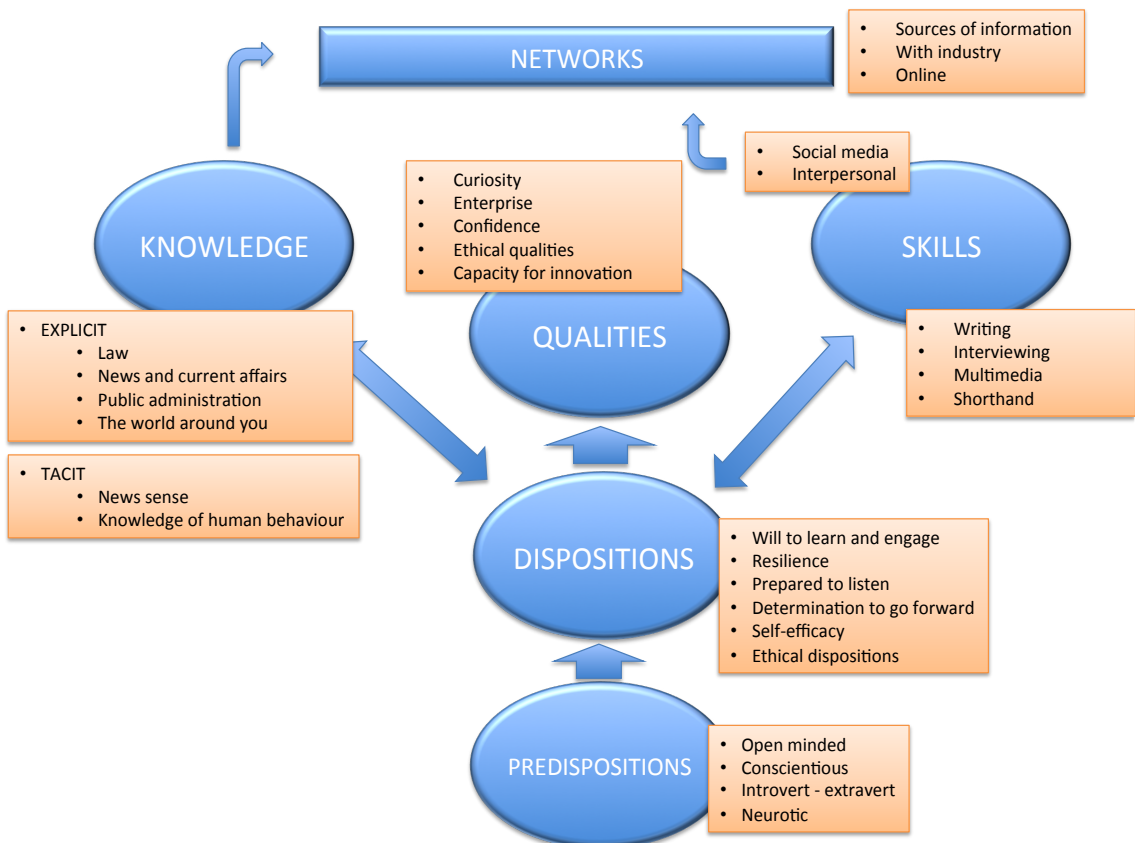 NETWORKS
• Sources of information
• With industry
• Online
• Social media
• Interpersonal
KNOWLEDGE
• Curiosity
• Enterprise
• Confidence
• Ethical qualities
• Capacity for innovation
SKILLS
• EXPLICIT
• Law
• News and current affairs
• Public administration
• The world around you
QUALITIES
• Writing
• Interviewing
• Multimedia
• Shorthand
• TACIT
• News sense
• Knowledge of human behaviour
DISPOSITIONS
• Will to learn and engage
• Resilience
• Prepared to listen
• Determination to go forward
• Self-efficacy
• Ethical dispositions
PREDISPOSITIONS
• Open minded
• Conscientious
• Introvert - extravert
• Neurotic